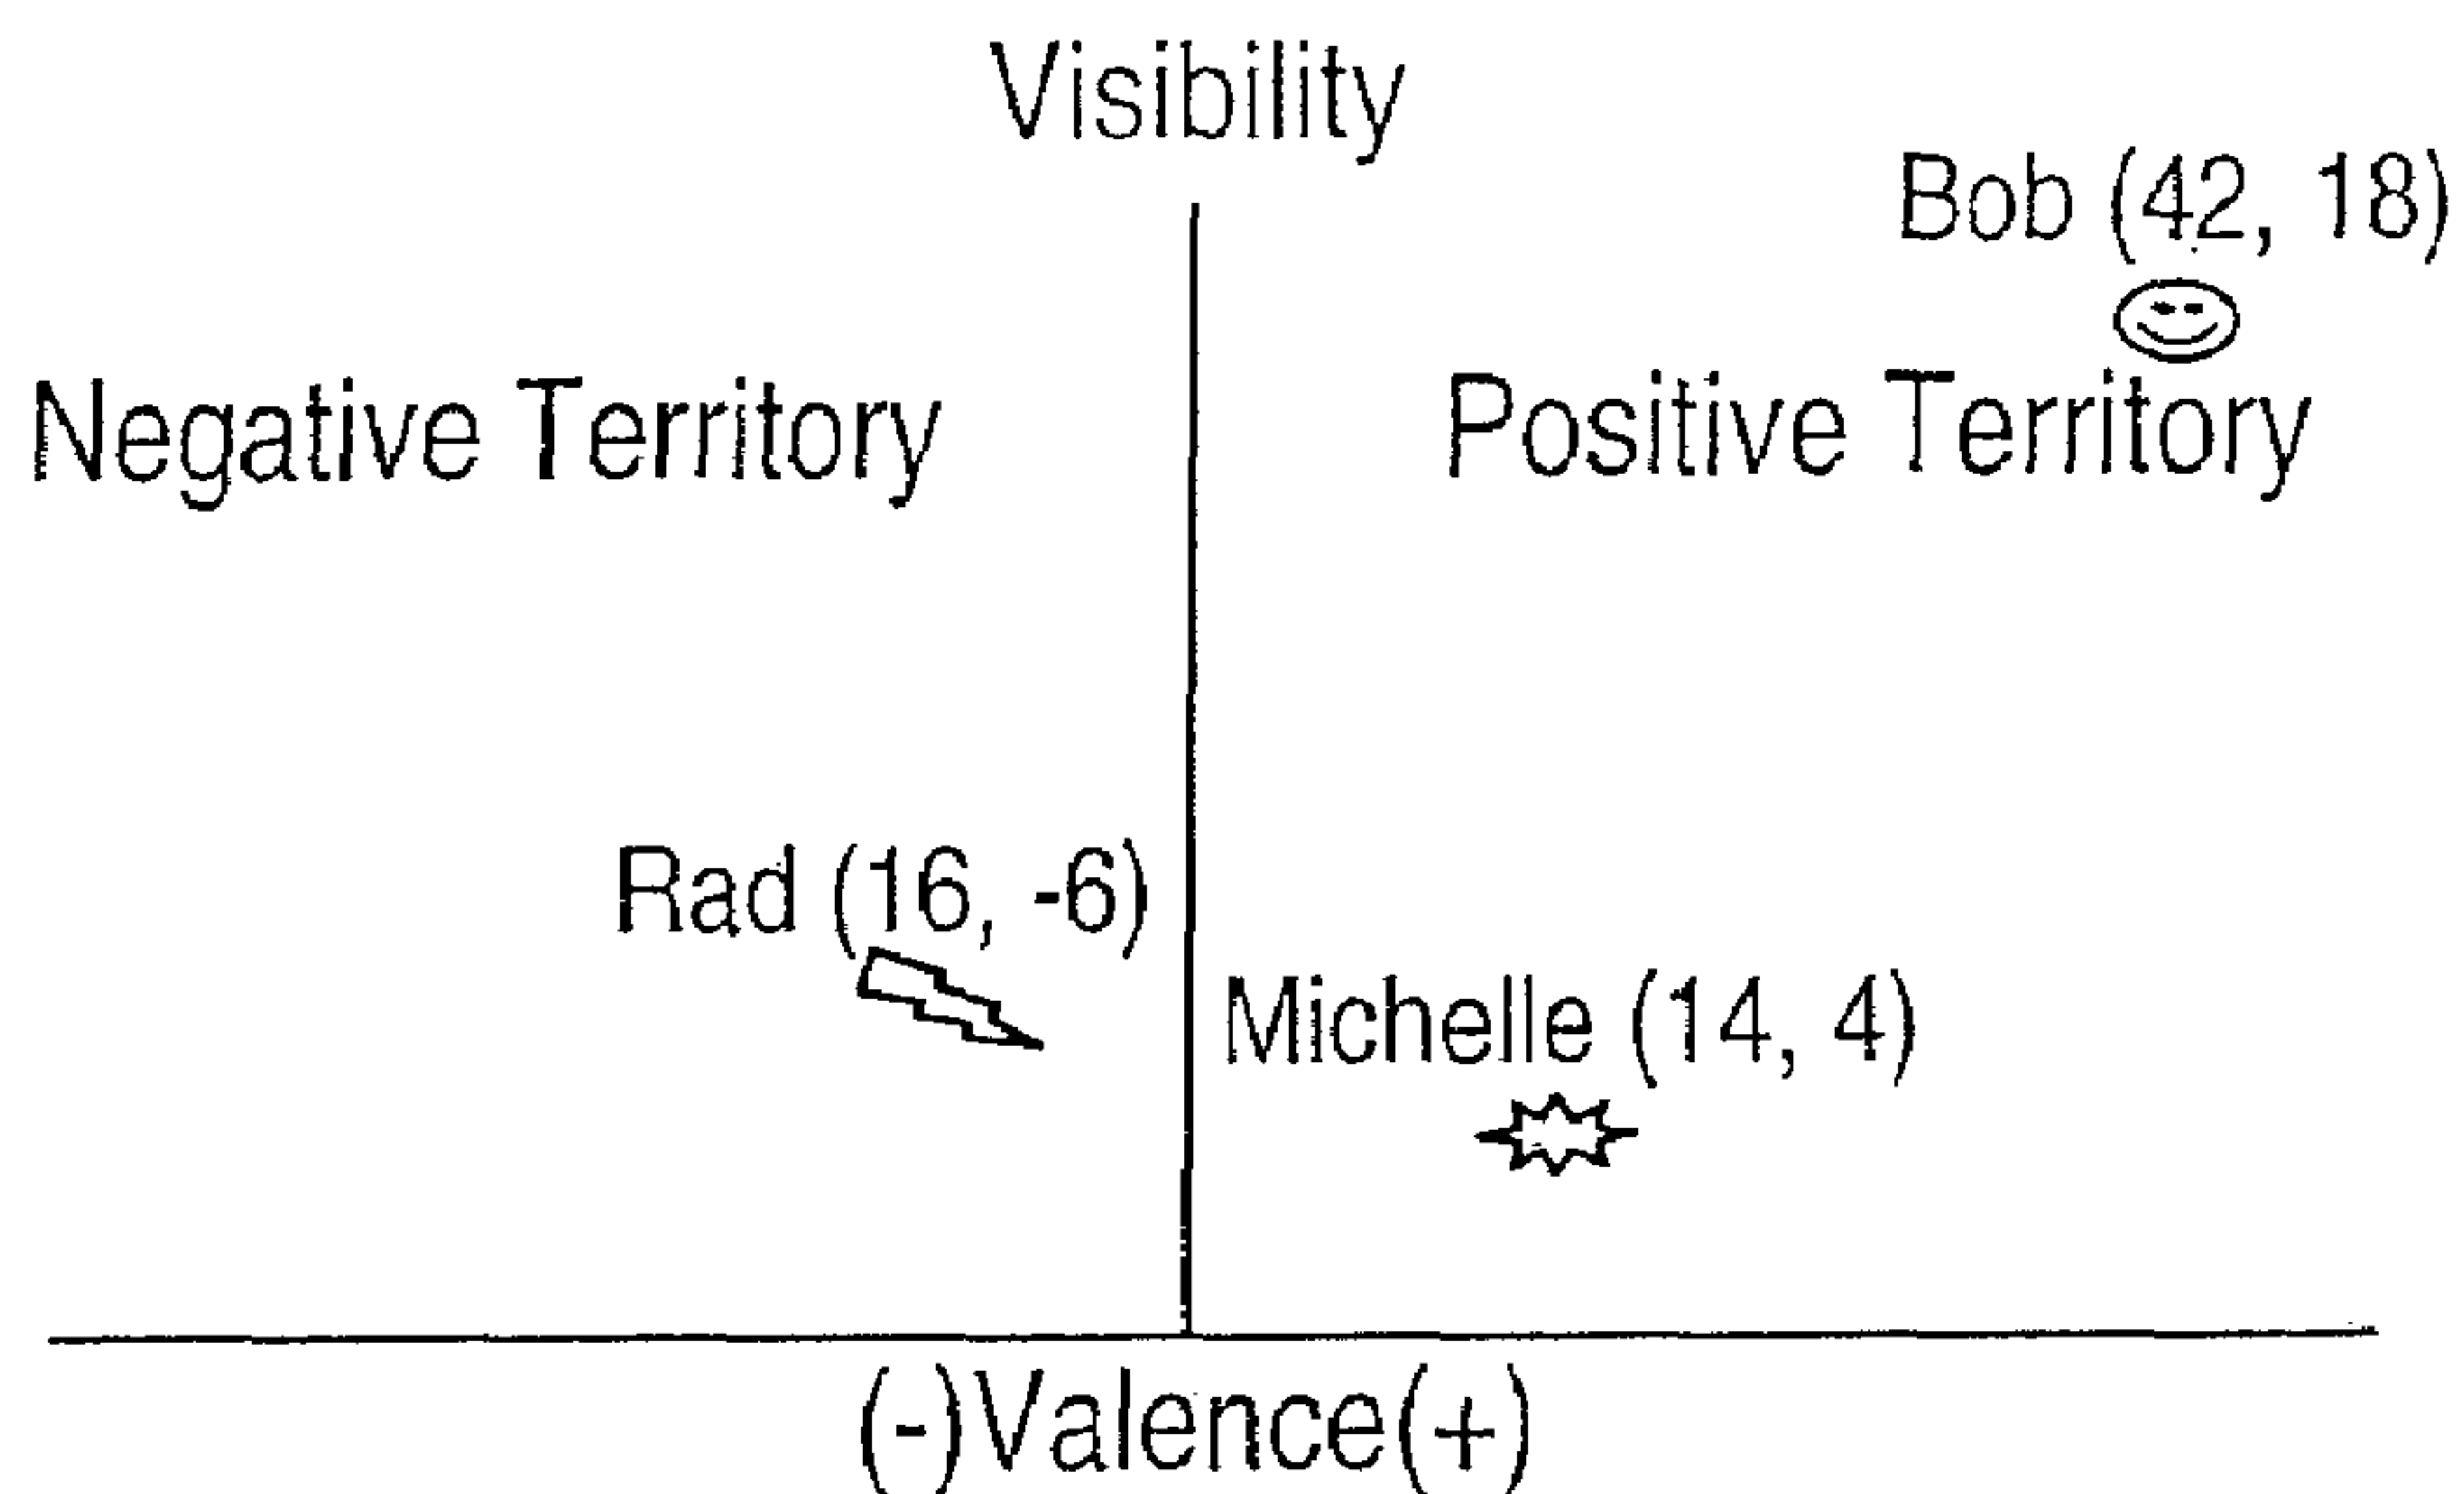 Visibility
Bob (42, 18)
Negative Territory
Positive Territory
Rad (16, -6)
Michelle (14, 4)
(-)Valence(+)